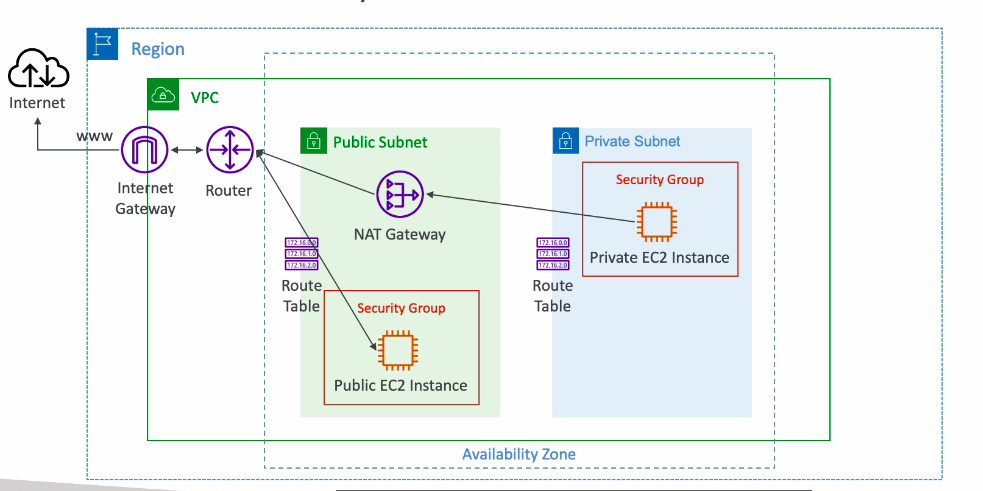 Region
Internet
VPC
www
Internet
Gateway
Router
Public Subnet
NAT Gateway
172.16.0.0
172.16.1.0
172.16.2.0
Route
Table
Security Group
Public EC2 Instance
Private Subnet
Security Group
Private EC2 Instance
172.16.0.0
172.16.1.0
172.16.2.0
Route
Table
Availability Zone